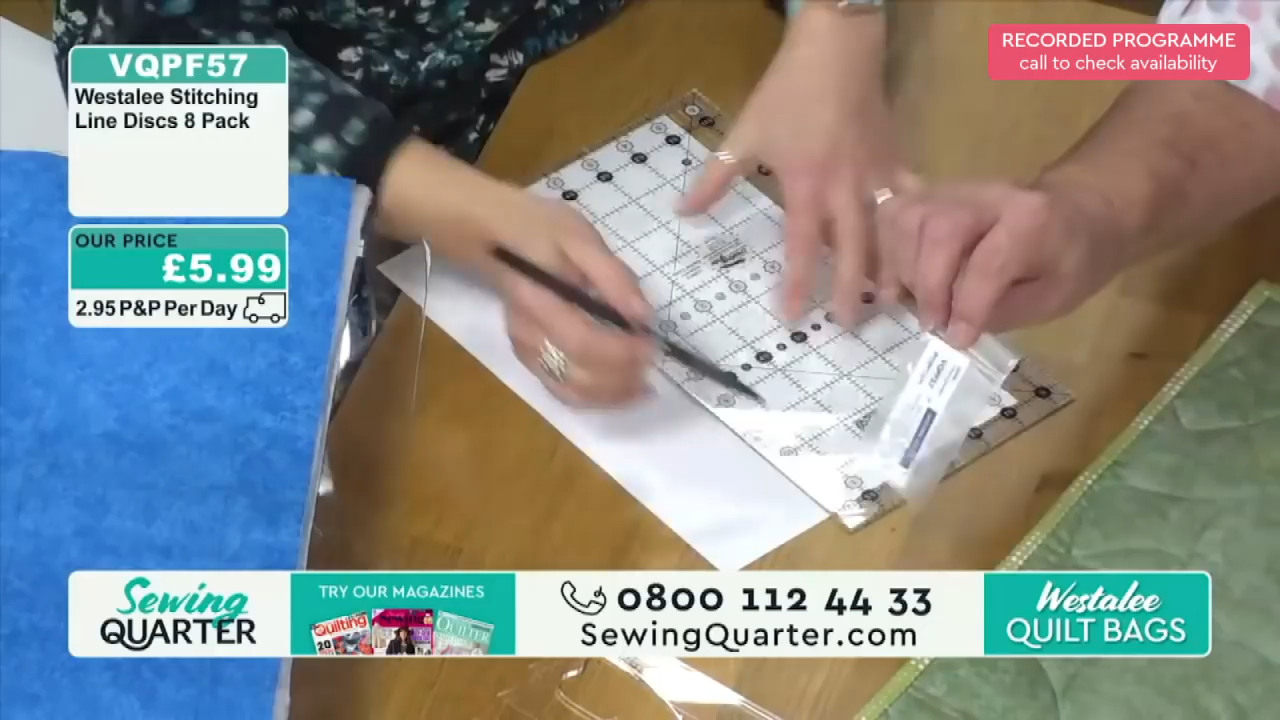 RECORDED PROGRAMME
call to check availability
VQPF57
Westalee Stitching
Line Discs 8 Pack
OUR PRICE
£5.99
2.95 P&P Per Day
Sewing
QUARTER
TRY OUR MAGAZINES
Quilting
0800 112 44 33
SewingQuarter.com
Westalee
QUILT BAGS